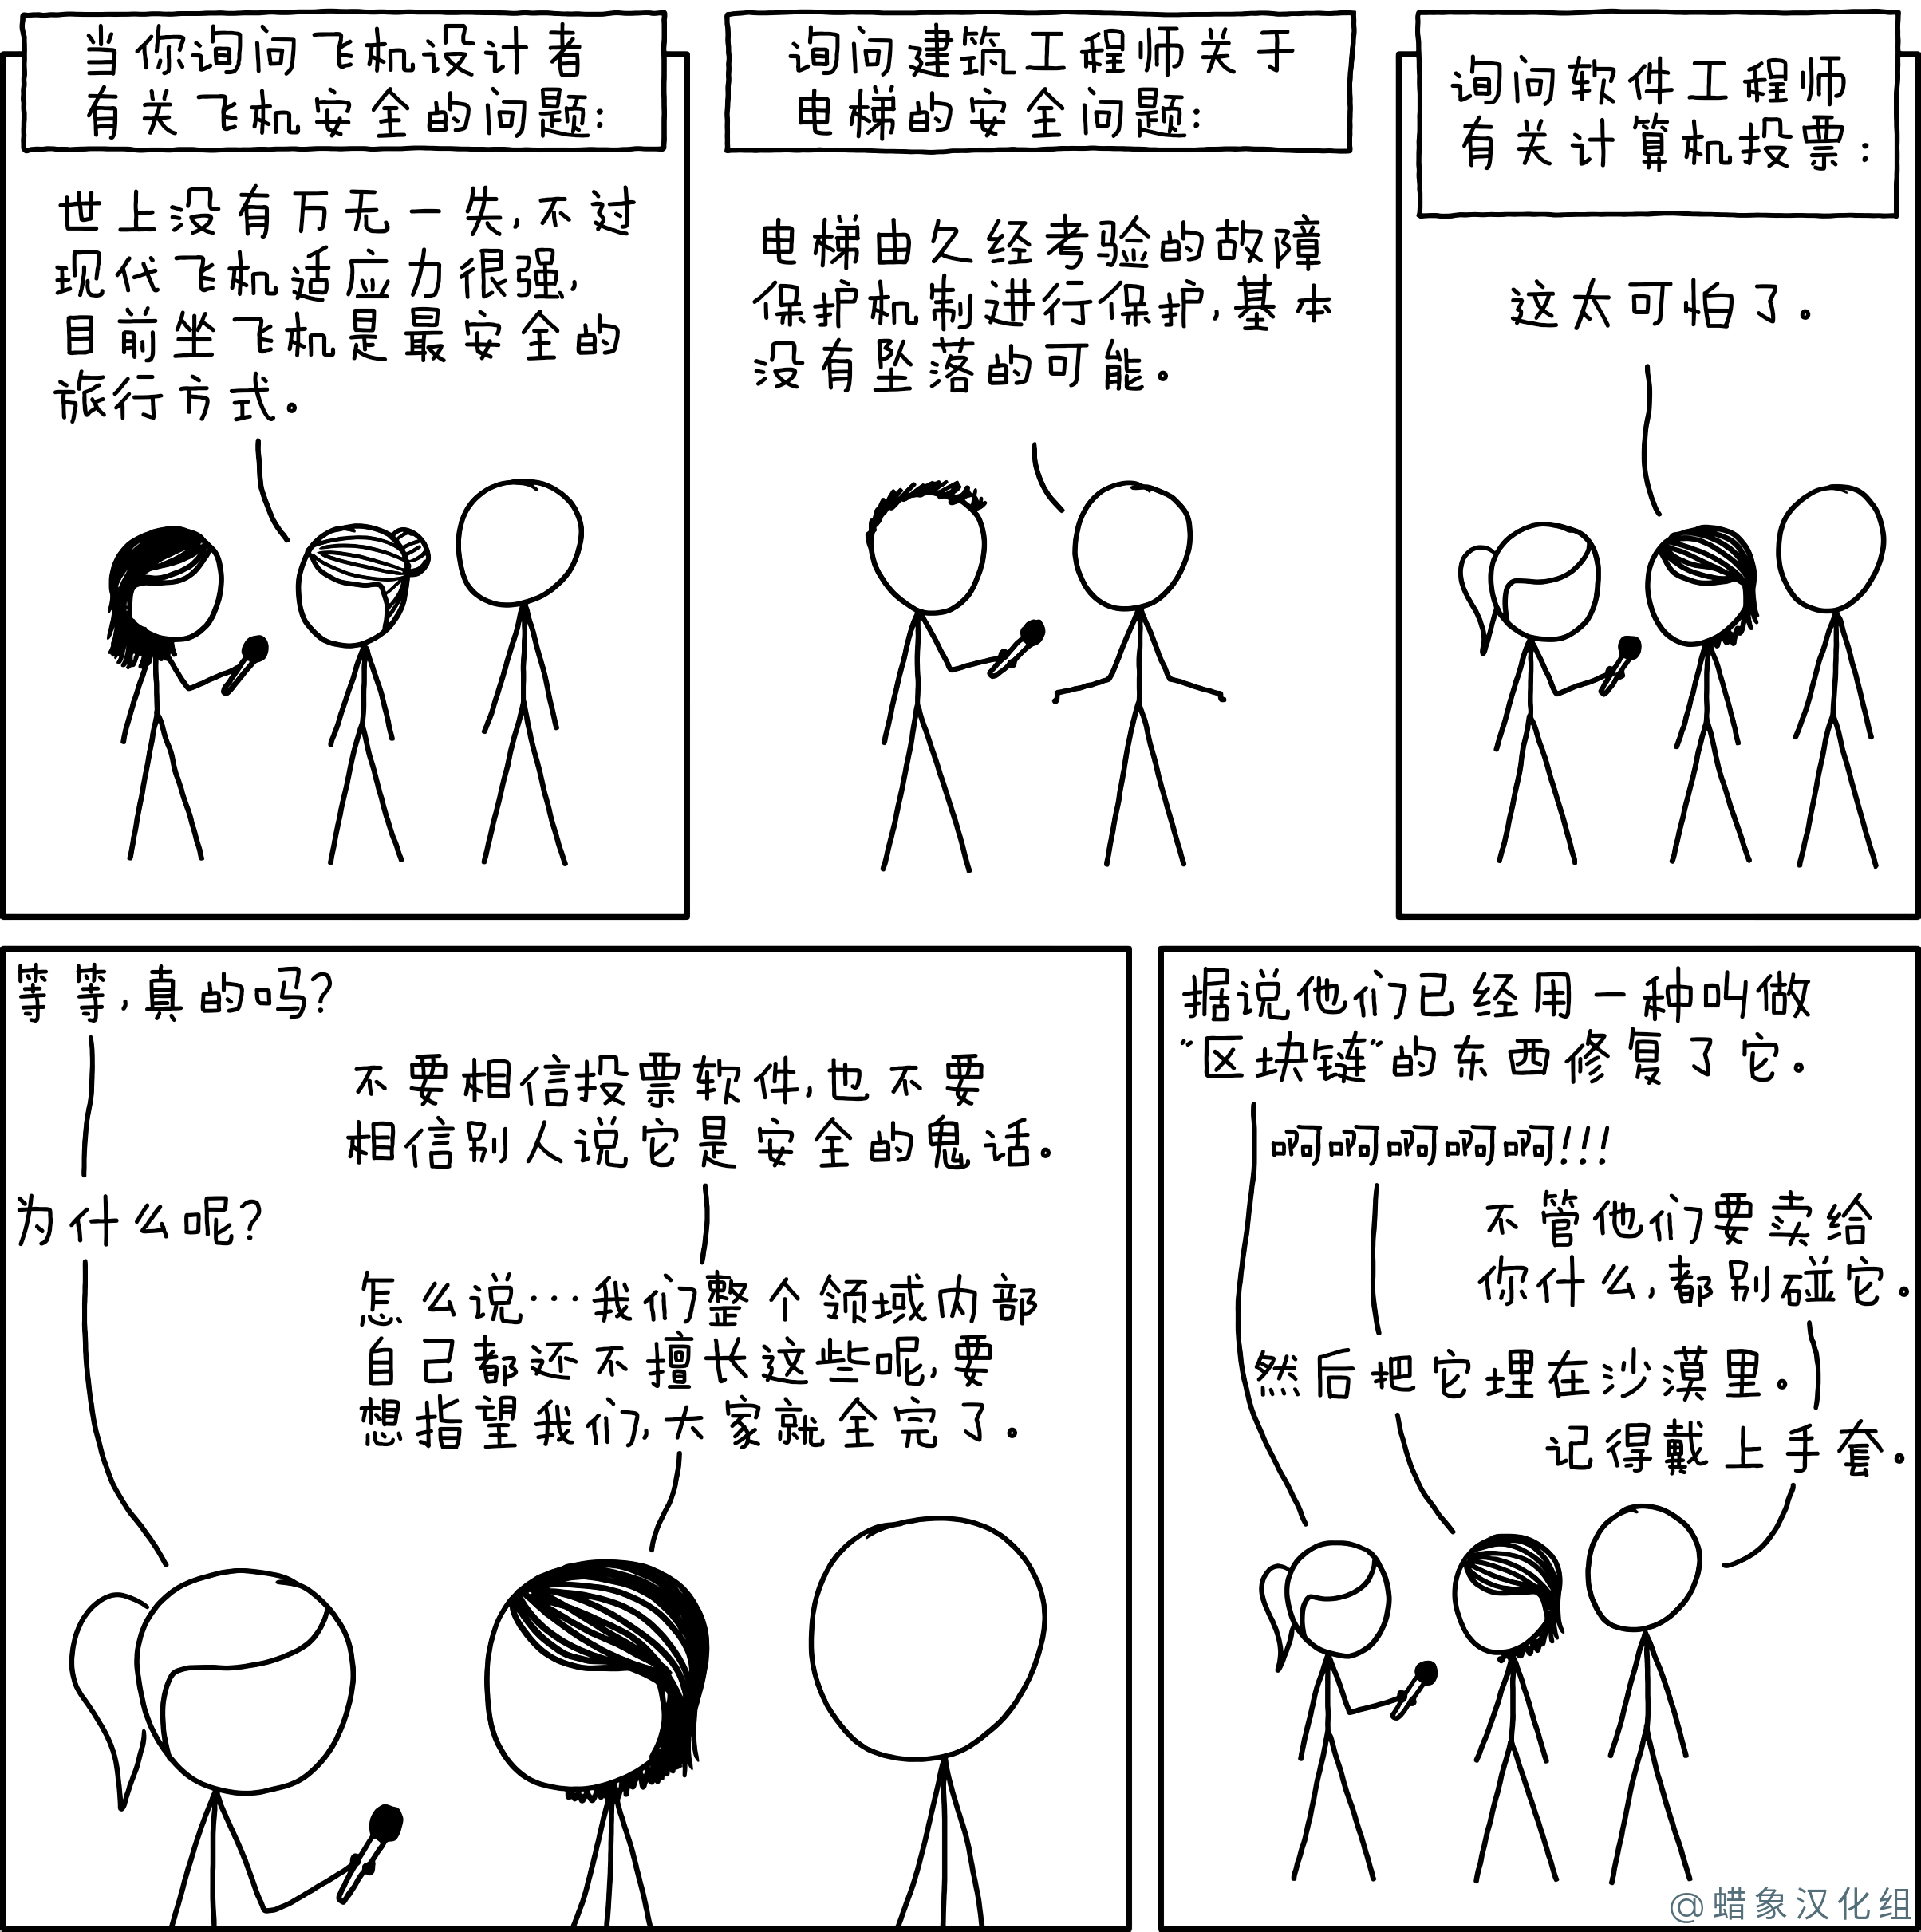 当你询问飞机设计者
有关飞机安全的问题:
世上没有万无一失,不过
现代飞机适应力很强,
目前坐飞机是最安全的
旅行方式。
询问建筑工程师关于
电梯的安全问题:
电梯由久经考验的故障
保护机制进行保护,基本
没有坠落的可能。
询问软件工程师
有关计算机投票:
这太可怕了。
等等,真的吗?
不要相信投票软件,也不要
相信别人说它是安全的鬼话。
为什么呢?
怎么说…我们整个领域内部
自己都还不擅长这些呢,要
想指望我们,大家就全完了。
据说他们已经用一种叫做
"区块链"的东西修复了它。
啊啊啊啊啊!!!
不管他们要卖给
你什么,都别碰它。
然后把它埋在沙漠里。
记得戴上手套。
@蜡象汉化组